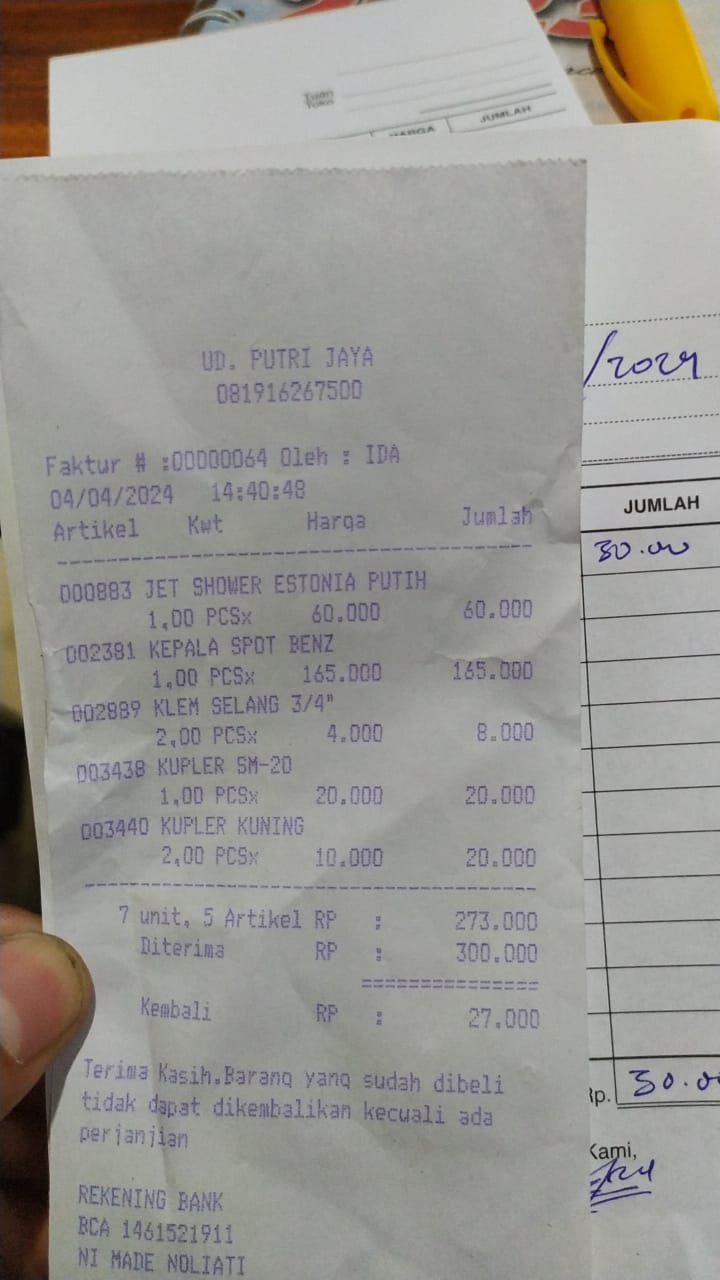 Tuan
Toko
HARGA JUMLAH
UD. PUTRI JAYA
081916267500
Faktur # :00000064 Oleh : IDA
04/04/2024 14:40:48
Artikel Kwt Harga Jumlah
000883 JET SHOWER ESTONIA PUTIH
1,00 PCSx 60.000 60.000
002381 KEPALA SPOT BENZ
1,00 PCSx 165.000 165.000
002889 KLEM SELANG 3/4"
2,00 PCSx 4.000 8.000
003438 KUPLER SM-20
1,00 PCSx 20.000 20.000
003440 KUPLER KUNING
2,00 PCSx 10.000 20.000
7 unit, 5 Artikel RP : 273.000
Diterima RP : 300.000
===============
Kembali RP : 27.000
Terima Kasih.Barang yang sudah dibeli
tidak dapat dikembalikan kecuali ada
perjanjian
REKENING BANK
BCA 1461521911
NI MADE NOLIATI
/2024
JUMLAH
30.00
Rp. 30.0
Kami,